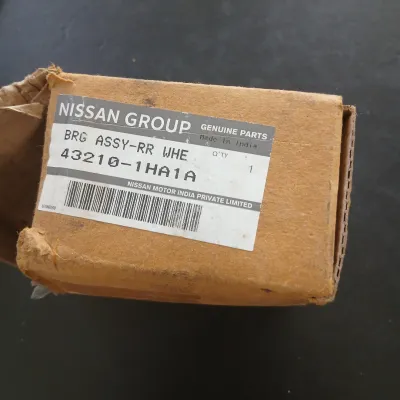 NISSAN GROUP GENUINE PARTS
Made in India
BRG ASSY-RR WHE Q'TY
43210-1HA1A 1
NISSAN MOTOR INDIA PRIVATE LIMITED